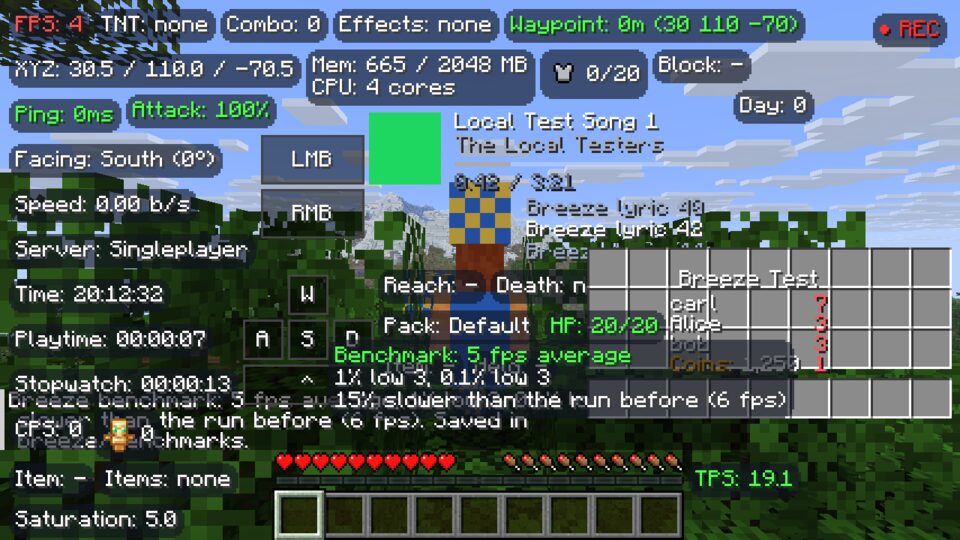 FPS: 4 TNT: none Combo: 0 Effects: none Waypoint: 0m (30 110 -70)
REC
XYZ: 30.5 / 110.0 / -70.5
Mem: 665 / 2048 MB
CPU: 4 cores
0/20
Block: -
Day: 0
Ping: 0ms
Attack: 100%
Local Test Song 1
The Local Testers
0:42 / 3:21
Facing: South (0°)
LMB
RMB
Speed: 0.00 b/s
Breeze lyric 42
Breeze
Server: Singleplayer
Breeze Test
carl 7
Alice 3
bob 3
Coins: 1,250 1
Time: 20:12:32
W
A S D
^
Reach: - Death: n
Pack: Default HP: 20/20
Playtime: 00:00:07
Benchmark: 5 fps average
1% low 3, 0.1% low 3
15% slower than the run before (6 fps)
Stopwatch: 00:00:13
Breeze benchmark: 5 fps
slower than the run before (6 fps). Saved in
CPS: 0
0
Item: - Items: none
TPS: 19.1
Saturation: 5.0